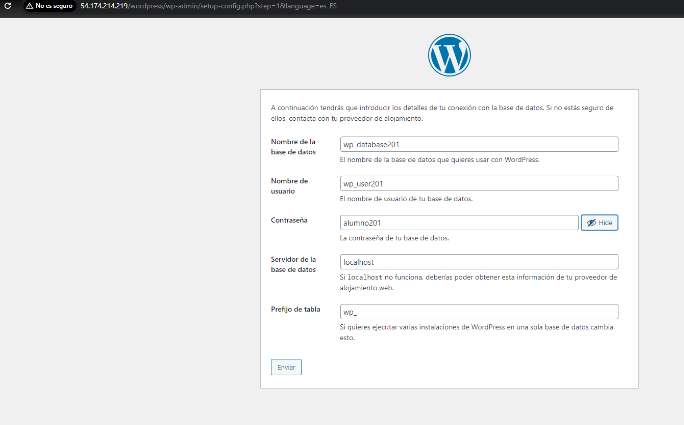 No es seguro 54.174.214.219/wordpress/wp-admin/setup-config.php?step=1&language=es_ES
A continuación tendrás que introducir los detalles de tu conexión con la base de datos. Si no estás seguro de
ellos, contacta con tu proveedor de alojamiento.
Nombre de la
base de datos
wp_database201
El nombre de la base de datos que quieres usar con WordPress.
Nombre de
usuario
wp_user201
El nombre de usuario de tu base de datos.
Contraseña
alumno201
Hide
La contraseña de tu base de datos.
Servidor de la
base de datos
localhost
Si localhost no funciona, deberías poder obtener esta información de tu proveedor de
alojamiento web.
Prefijo de tabla
wp_
Si quieres ejecutar varias instalaciones de WordPress en una sola base de datos cambia
esto.
Enviar